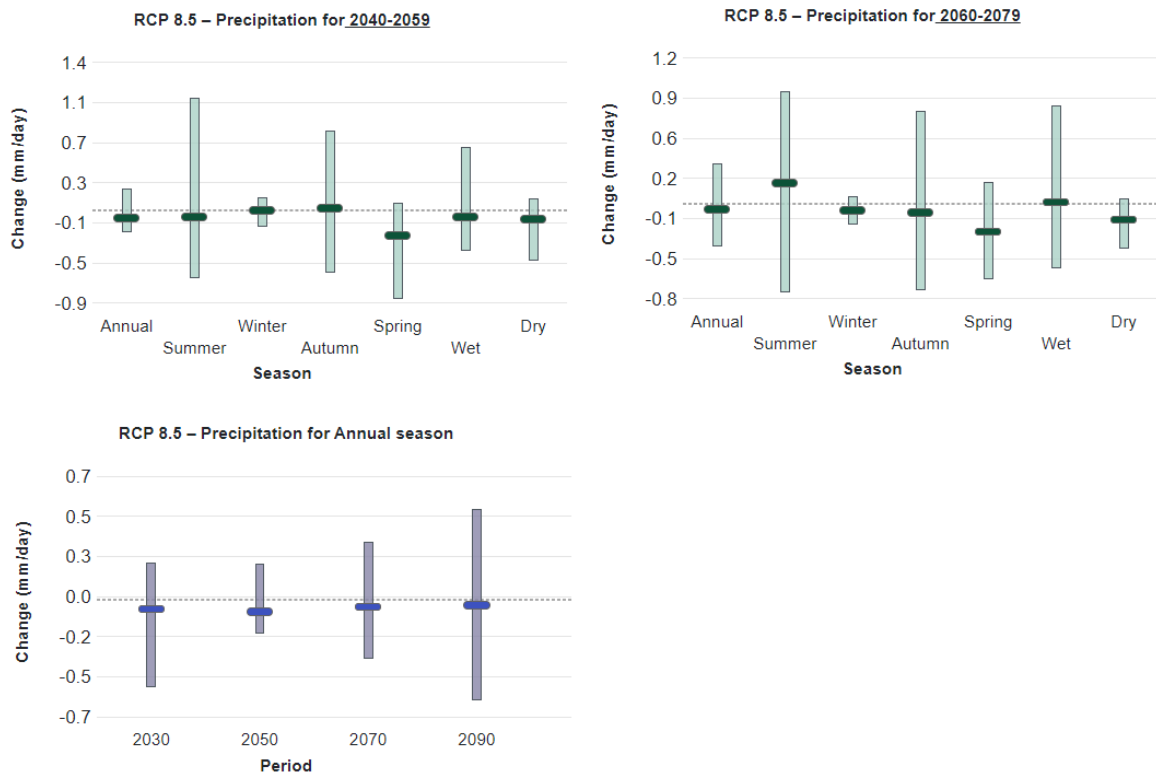 RCP 8.5 – Precipitation for 2040-2059
Change (mm/day)
1.4
1.1
0.7
0.3
-0.1
-0.5
-0.9
Annual
Summer
Winter
Autumn
Spring
Wet
Dry
Season
RCP 8.5 – Precipitation for 2060-2079
Change (mm/day)
1.2
0.9
0.6
0.2
-0.1
-0.5
-0.8
Annual
Summer
Winter
Autumn
Spring
Wet
Dry
Season
RCP 8.5 – Precipitation for Annual season
Change (mm/day)
0.7
0.5
0.3
0.0
-0.2
-0.5
-0.7
2030 2050 2070 2090
Period